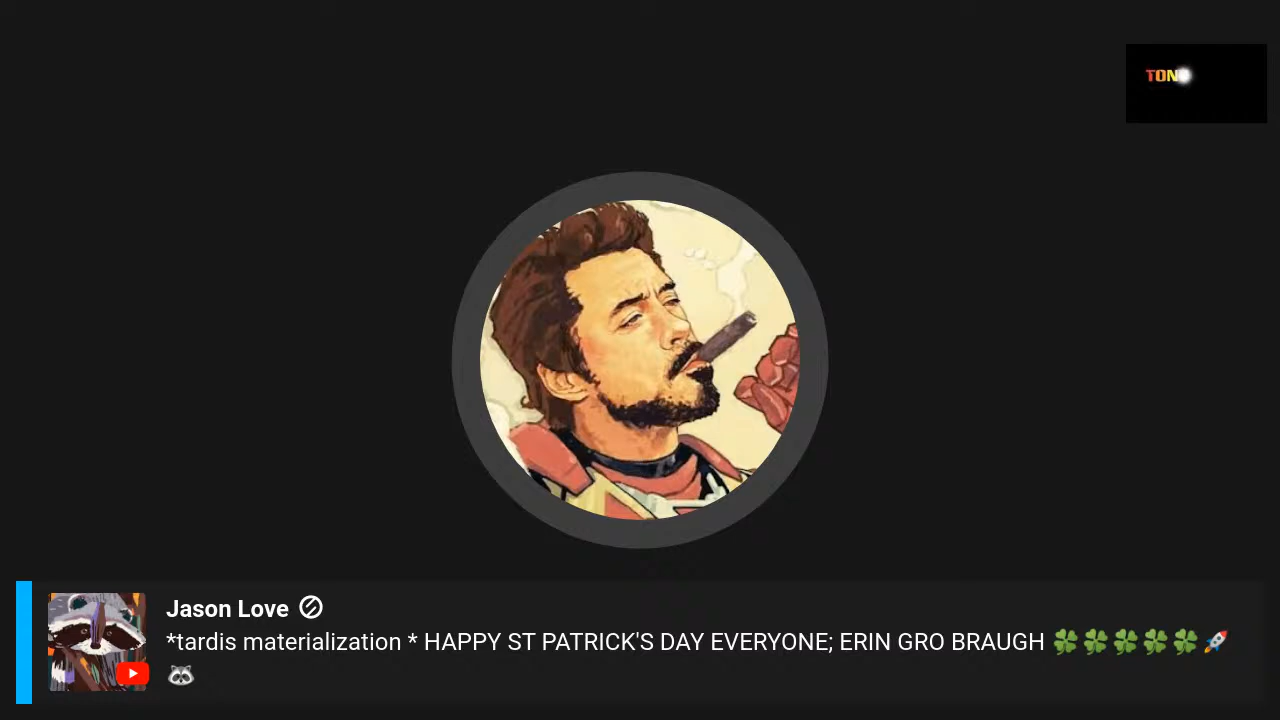 TON
Jason Love
*tardis materialization * HAPPY ST PATRICK'S DAY EVERYONE; ERIN GRO BRAUGH 🍀🍀🍀🍀🍀🚀
🦝